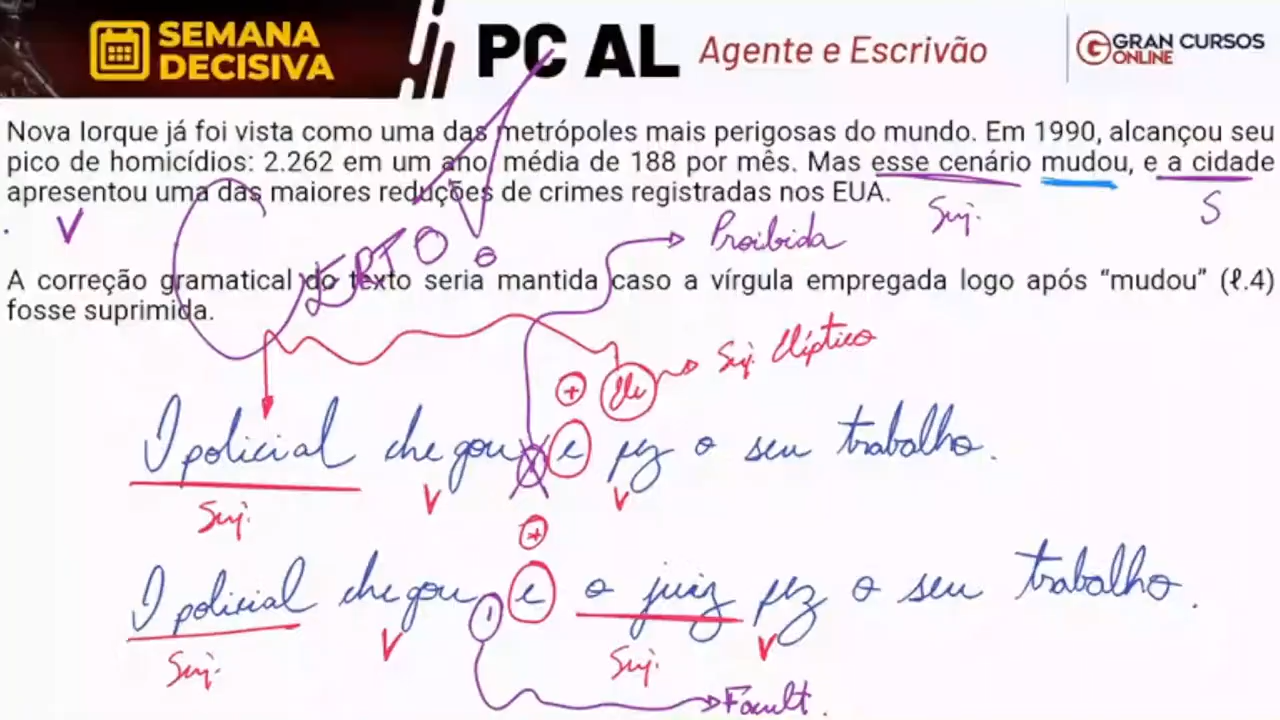 SEMANA DECISIVA
PC AL
Agente e Escrivão
GRAN CURSOS ONLINE
Nova Iorque já foi vista como uma das metrópoles mais perigosas do mundo. Em 1990, alcançou seu
pico de homicídios: 2.262 em um ano, média de 188 por mês. Mas esse cenário mudou, e a cidade
apresentou uma das maiores reduções de crimes registradas nos EUA.
V
Suj.
S
CERTO
Proibida
A correção gramatical do texto seria mantida caso a vírgula empregada logo após “mudou” (ℓ.4)
fosse suprimida.
+ Ele Suj. Elíptico
O policial chegou e fez o seu trabalho.
Suj. V V
+
O policial chegou, e o juiz fez o seu trabalho.
Suj. V Suj. V
Facult.